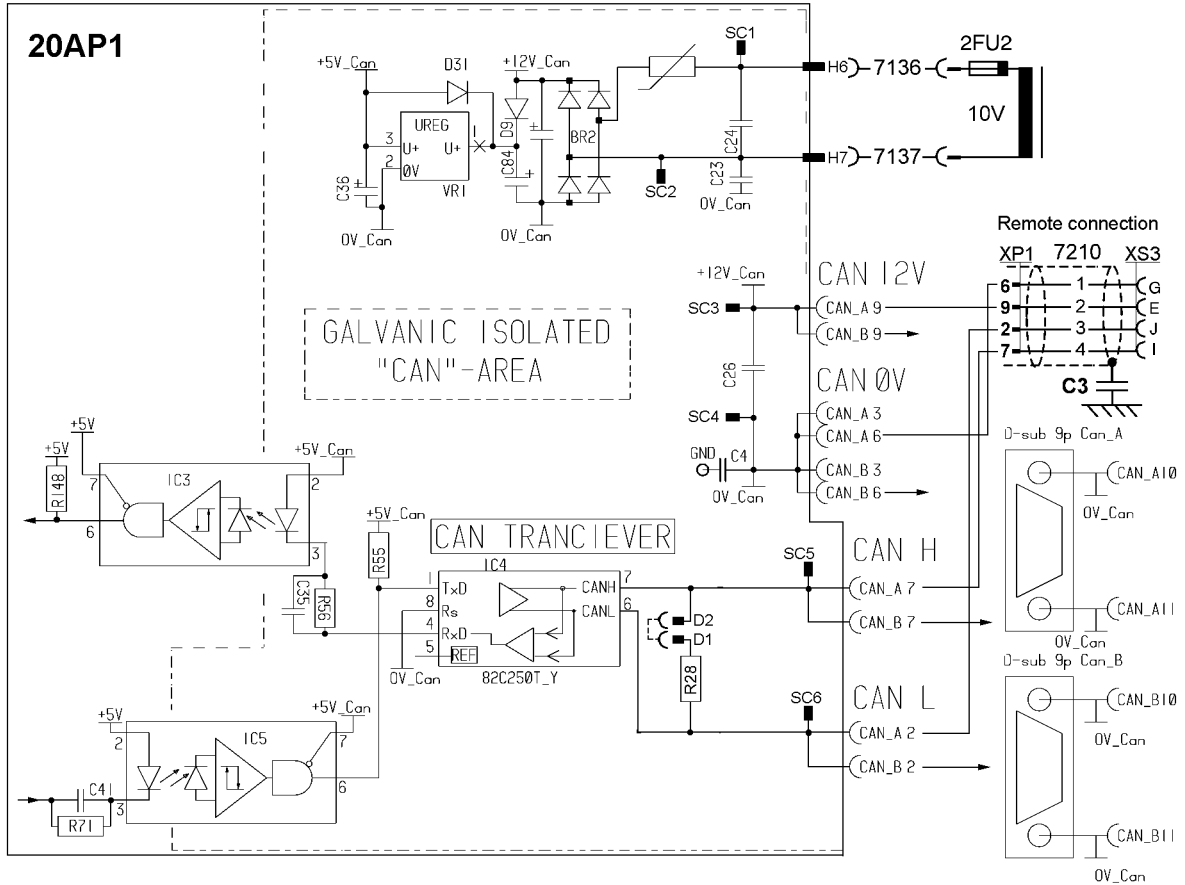 20AP1
SC1
+5V_Can
D31
+12V_Can
H6
7136
2FU2
10V
UREG
3
U+
U+
1
2
0V
VR1
C36
0V_Can
D9
C84
0V_Can
BR2
C24
C23
0V_Can
SC2
H7
7137
Remote connection
XP1
7210
XS3
6
1
G
9
2
E
2
3
J
7
4
I
C3
+12V_Can
SC3
C26
SC4
GND
C4
0V_Can
CAN 12V
CAN_A 9
CAN_B 9
CAN 0V
CAN_A 3
CAN_A 6
CAN_B 3
CAN_B 6
GALVANIC ISOLATED
"CAN"-AREA
D-sub 9p Can_A
CAN_A10
0V_Can
CAN_A11
0V_Can
+5V
+5V
R148
7
6
IC3
+5V_Can
2
3
C35
R56
+5V_Can
R55
CAN TRANCIEVER
IC4
1
TxD
8
Rs
4
RxD
5
REF
CANH
7
CANL
6
82C250T_Y
0V_Can
D2
D1
R28
SC5
CAN H
CAN_A 7
CAN_B 7
SC6
CAN L
CAN_A 2
CAN_B 2
D-sub 9p Can_B
CAN_B10
0V_Can
CAN_B11
0V_Can
+5V
2
3
C41
R71
IC5
+5V_Can
7
6